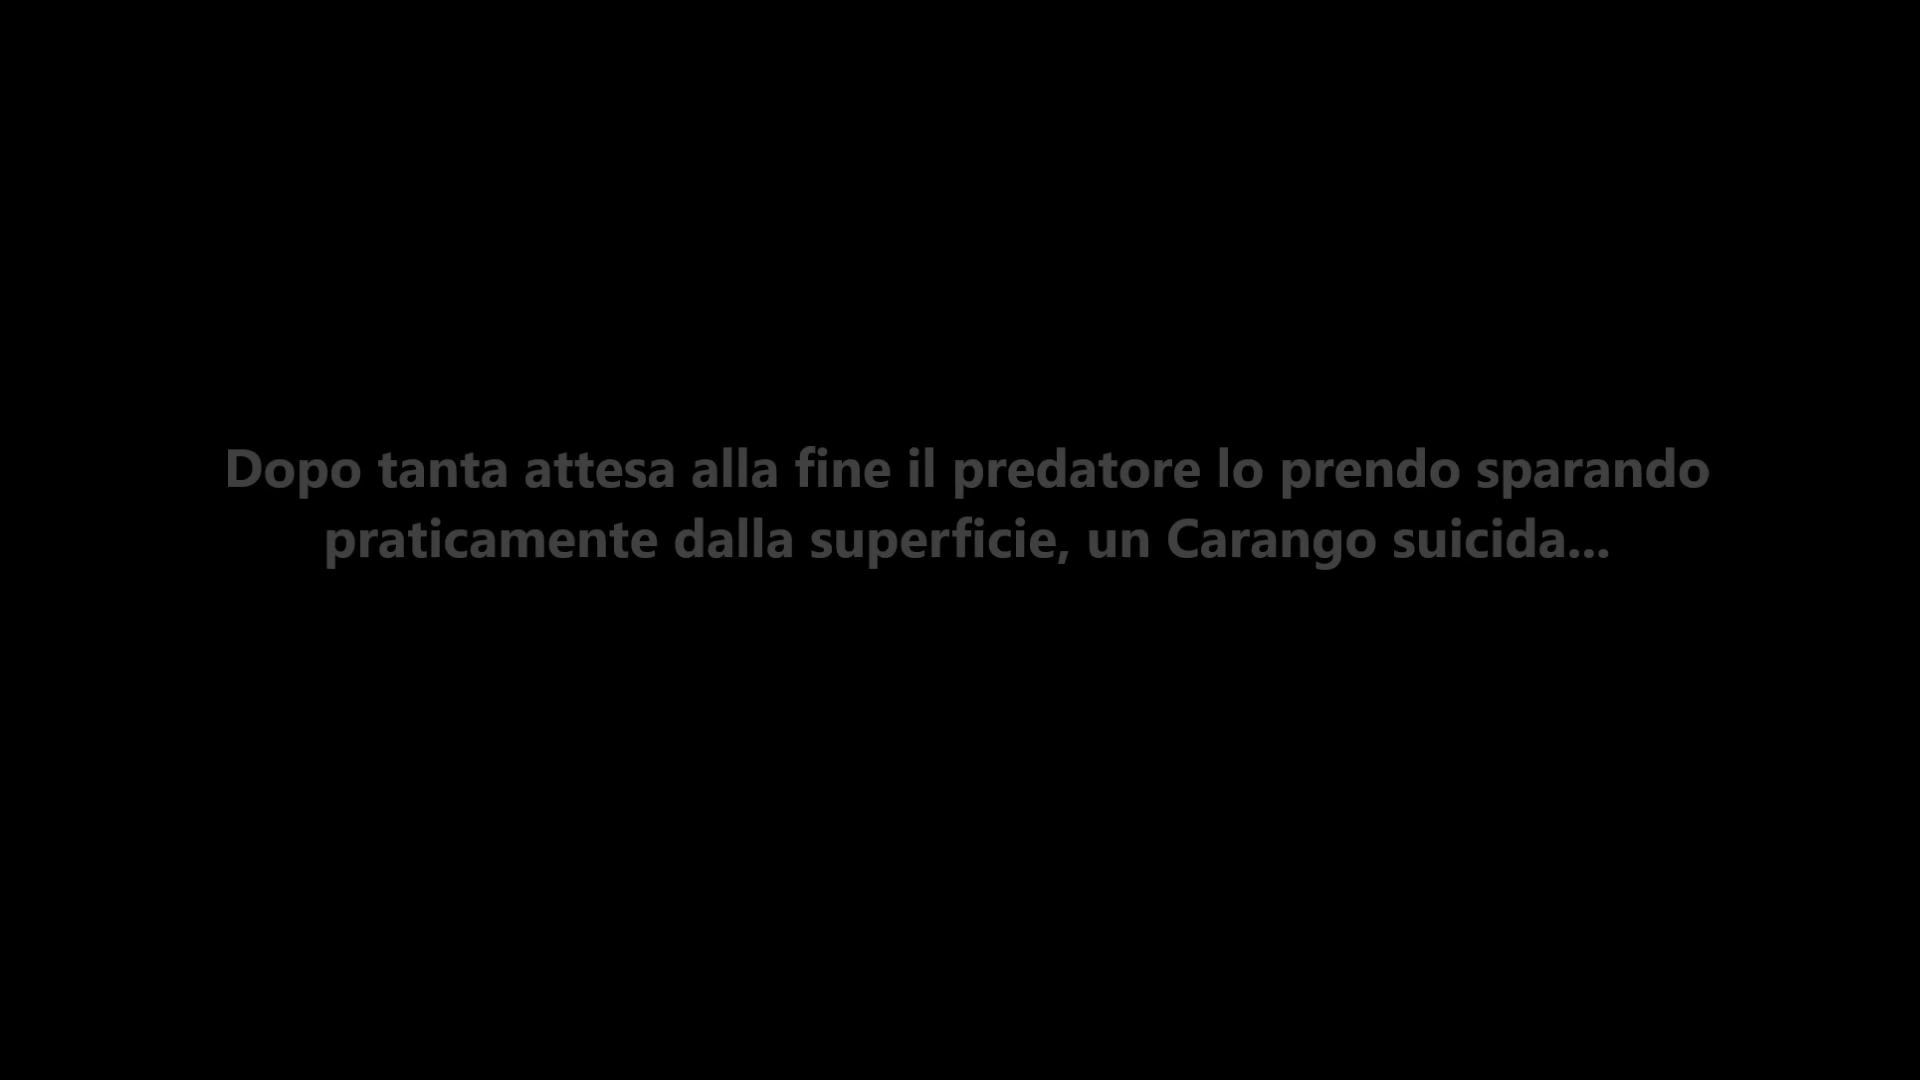 Dopo tanta attesa alla fine il predatore lo prendo sparando
praticamente dalla superficie, un Carango suicida...